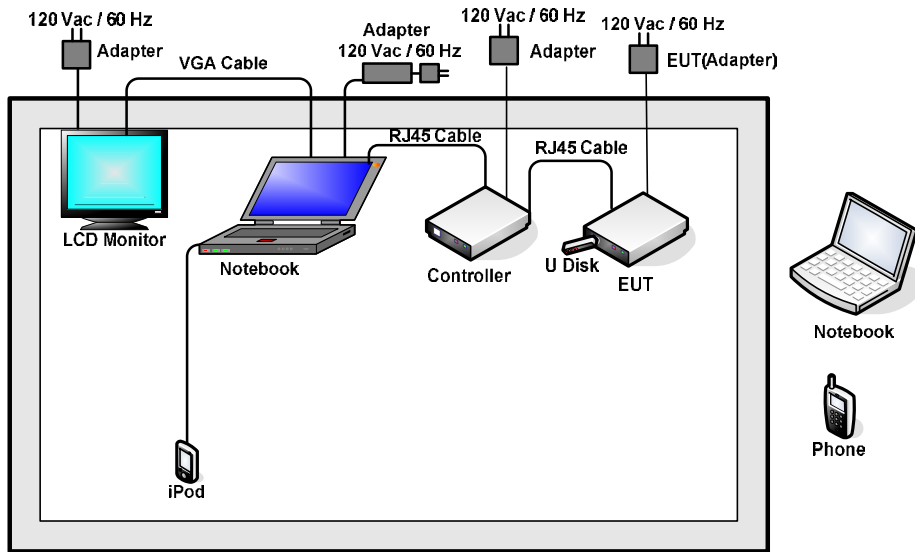 120 Vac / 60 Hz
Adapter
VGA Cable
Adapter
120 Vac / 60 Hz
120 Vac / 60 Hz
Adapter
120 Vac / 60 Hz
EUT(Adapter)
RJ45 Cable
RJ45 Cable
LCD Monitor
Notebook
Controller
U Disk
EUT
Notebook
iPod
Phone